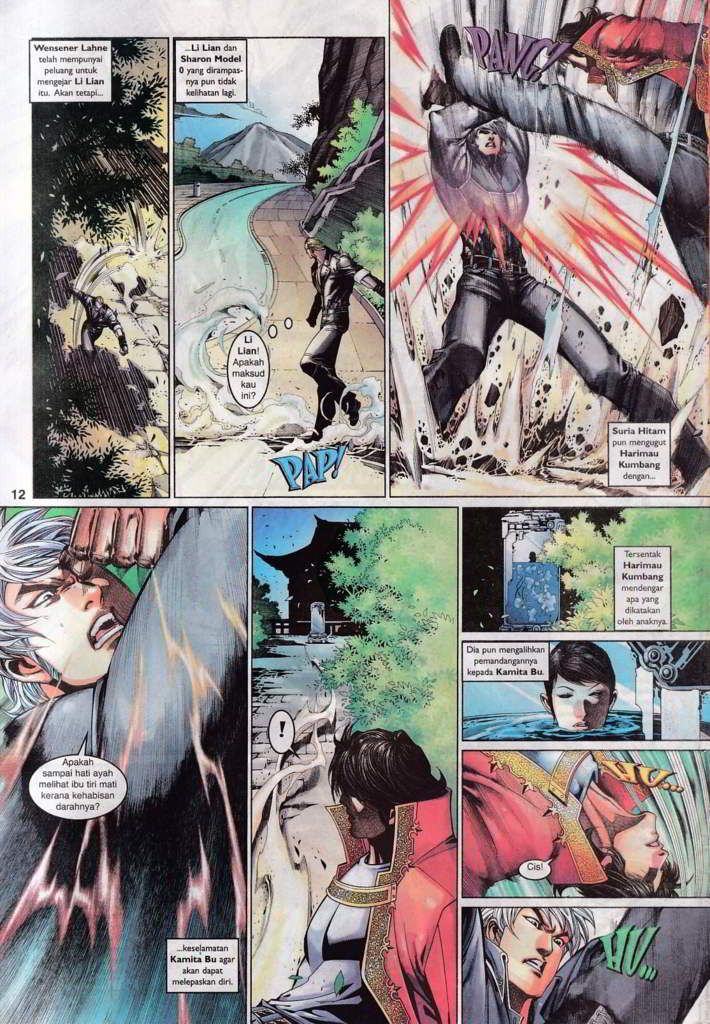 Wensener Lahne
telah mempunyai
peluang untuk
mengejar Li Lian
itu. Akan tetapi...
...Li Lian dan
Sharon Model
0 yang dirampas-
nya pun tidak
kelihatan lagi.
Li
Lian!
Apakah
maksud
kau
ini?
PAP!
PANG!
Suria Hitam
pun mengugut
Harimau
Kumbang
dengan...
12
Apakah
sampai hati ayah
melihat ibu tiri mati
kerana kehabisan
darahnya?
...keselamatan
Kamita Bu agar
akan dapat
melepaskan diri.
!
Tersentak
Harimau
Kumbang
mendengar
apa yang
dikatakan
oleh anaknya.
Dia pun mengalihkan
pemandangannya
kepada Kamita Bu.
HU...
Cis!
HU...